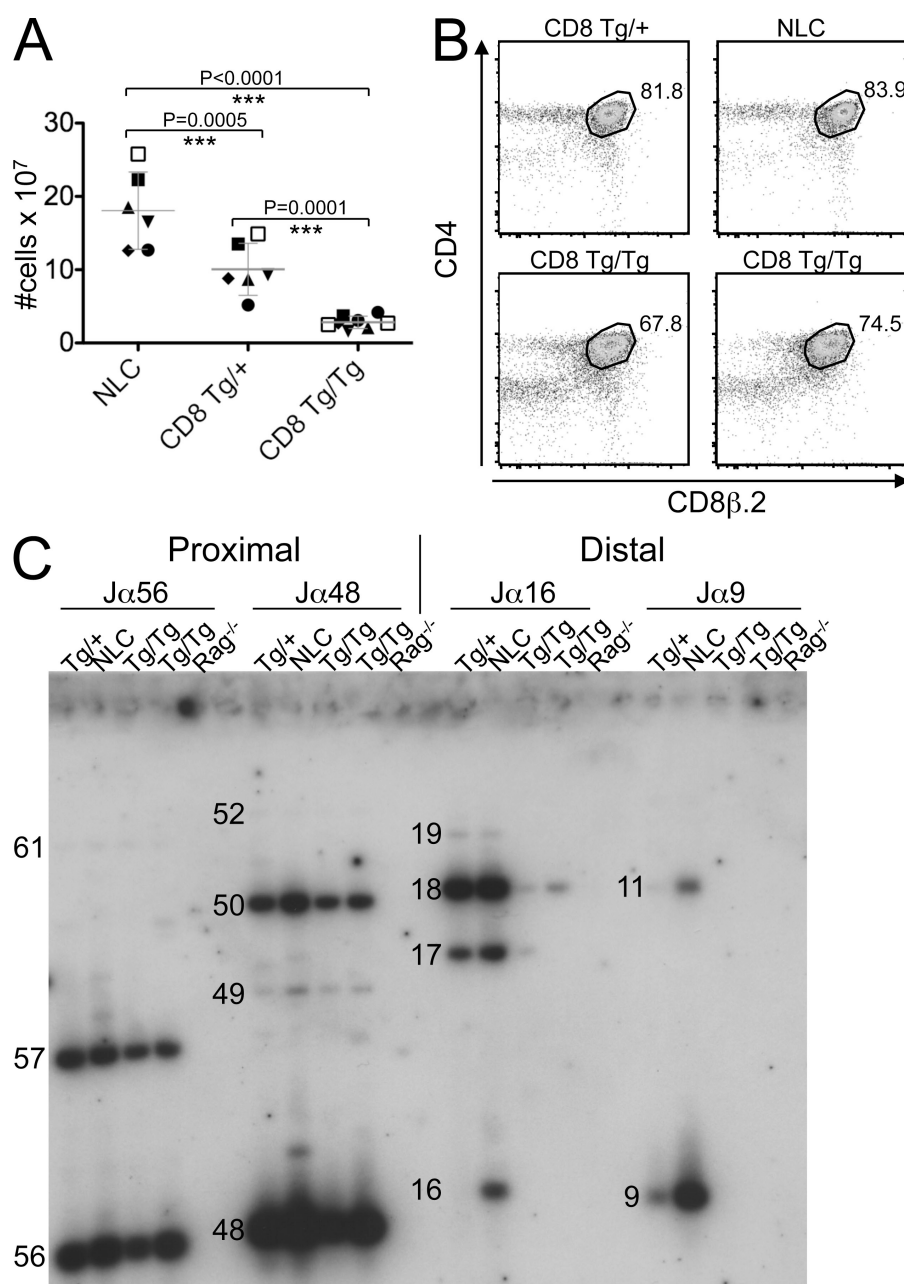 A
P<0.0001
***
P=0.0005
***
P=0.0001
***
30
20
10
0
#cells x 10⁷
NLC
CD8 Tg/+
CD8 Tg/Tg
B
CD8 Tg/+
NLC
81.8
83.9
CD8 Tg/Tg
CD8 Tg/Tg
67.8
74.5
CD4
CD8β.2
C
Proximal
Distal
Jα56
Jα48
Jα16
Jα9
Tg/+ NLC Tg/Tg Tg/Tg Rag⁻/⁻
Tg/+ NLC Tg/Tg Tg/Tg Rag⁻/⁻
Tg/+ NLC Tg/Tg Tg/Tg Rag⁻/⁻
Tg/+ NLC Tg/Tg Tg/Tg Rag⁻/⁻
61
57
56
52
50
49
48
19
18
17
16
11
9